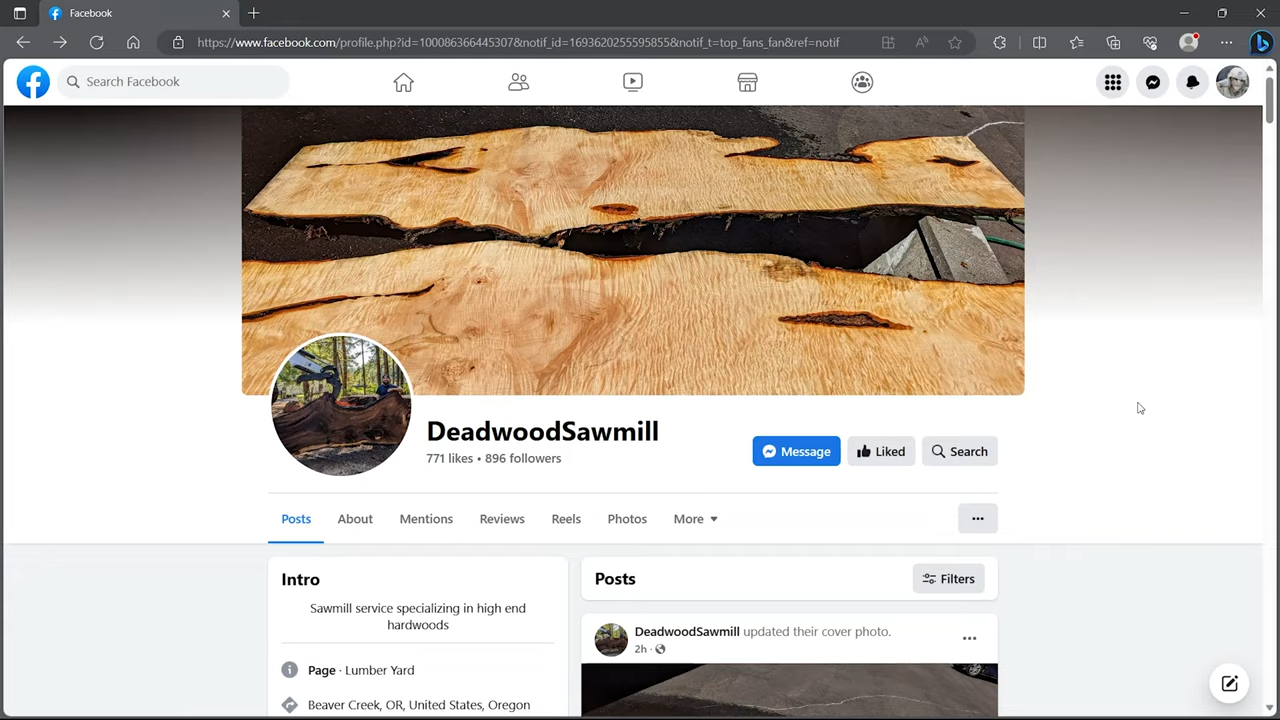 Facebook
https://www.facebook.com/profile.php?id=100086366445307&notif_id=1693620255595855&notif_t=top_fans_fan&ref=notif
Search Facebook
DeadwoodSawmill
771 likes • 896 followers
Message
Liked
Search
Posts
About
Mentions
Reviews
Reels
Photos
More
Intro
Sawmill service specializing in high end
hardwoods
Page · Lumber Yard
Beaver Creek, OR, United States, Oregon
Posts
Filters
DeadwoodSawmill updated their cover photo.
2h ·